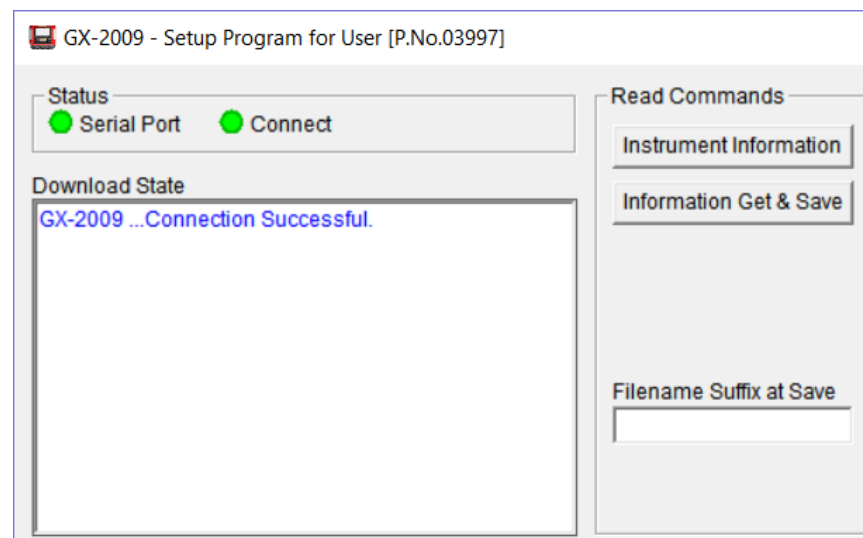 GX-2009 - Setup Program for User [P.No.03997]
Status
Serial Port Connect
Download State
GX-2009 ...Connection Successful.
Read Commands
Instrument Information
Information Get & Save
Filename Suffix at Save